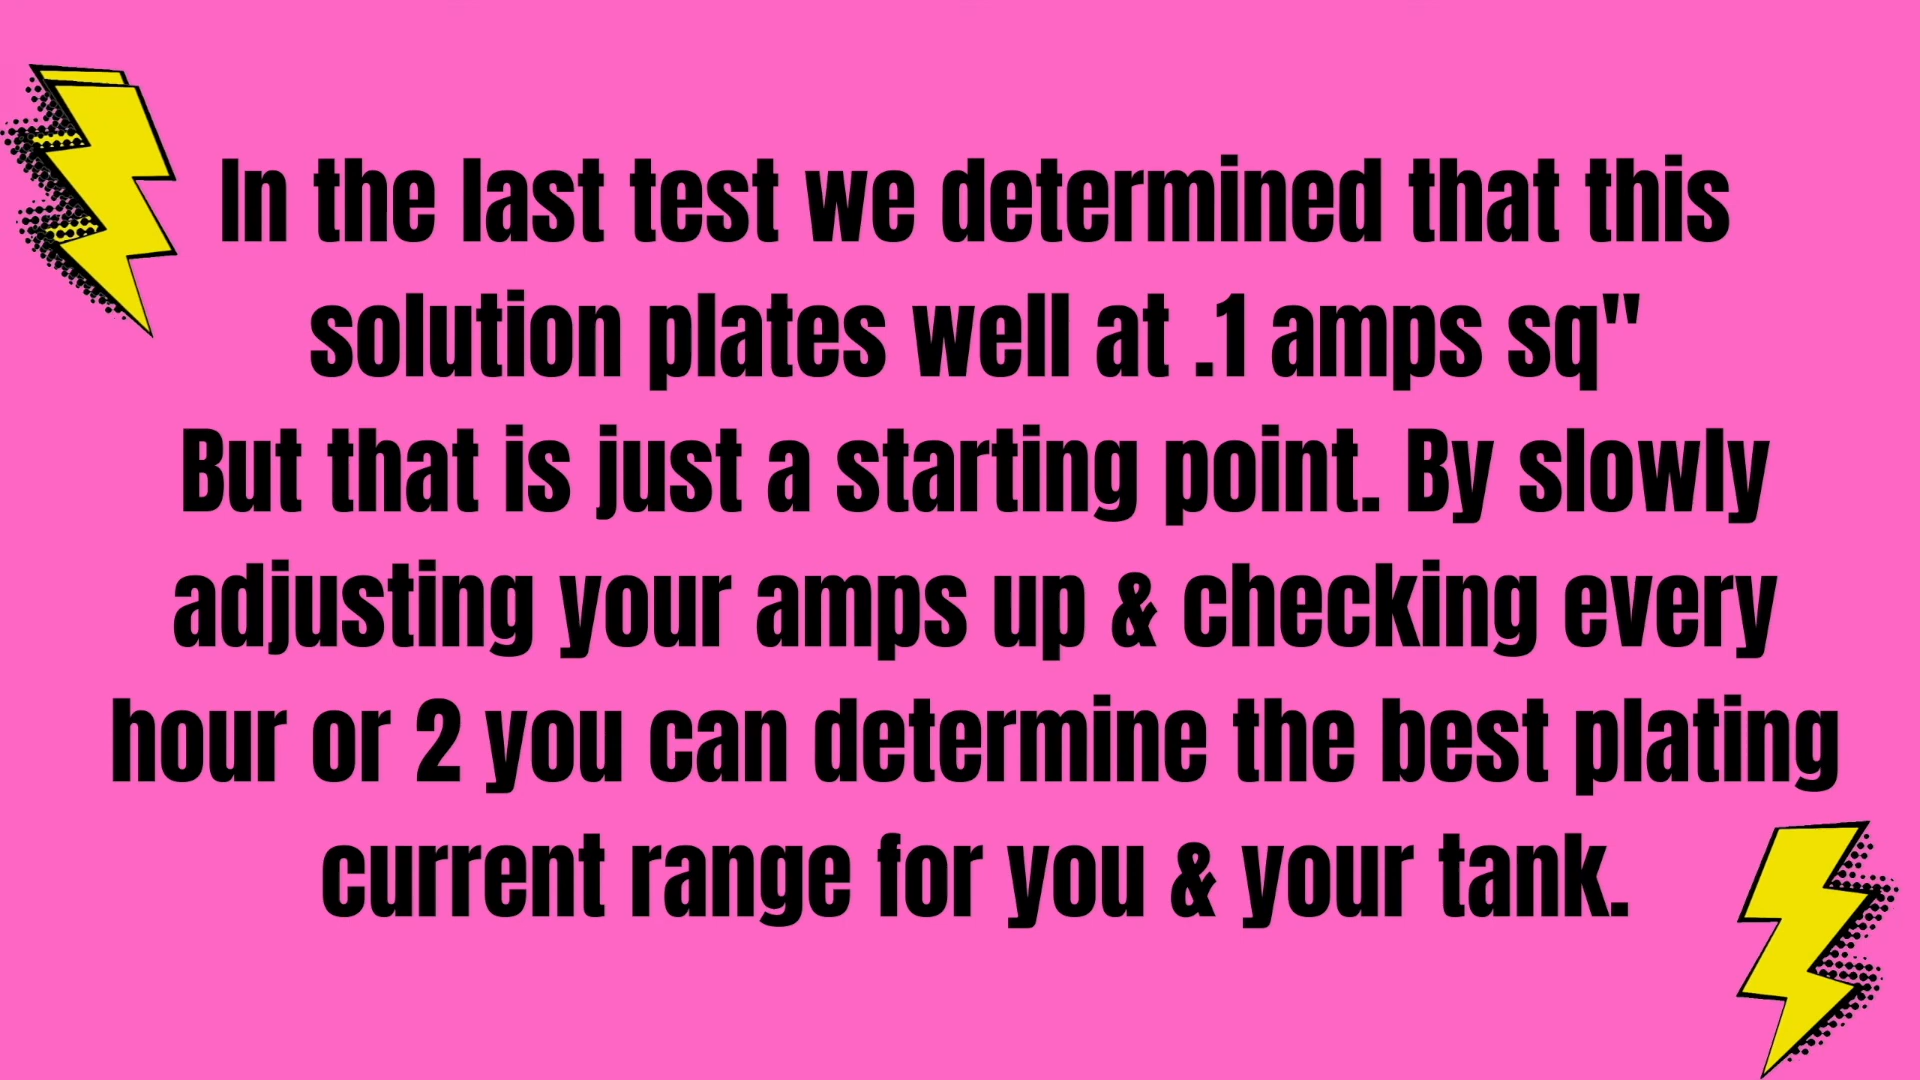 In the last test we determined that this
solution plates well at .1 amps sq"
But that is just a starting point. By slowly
adjusting your amps up & checking every
hour or 2 you can determine the best plating
current range for you & your tank.